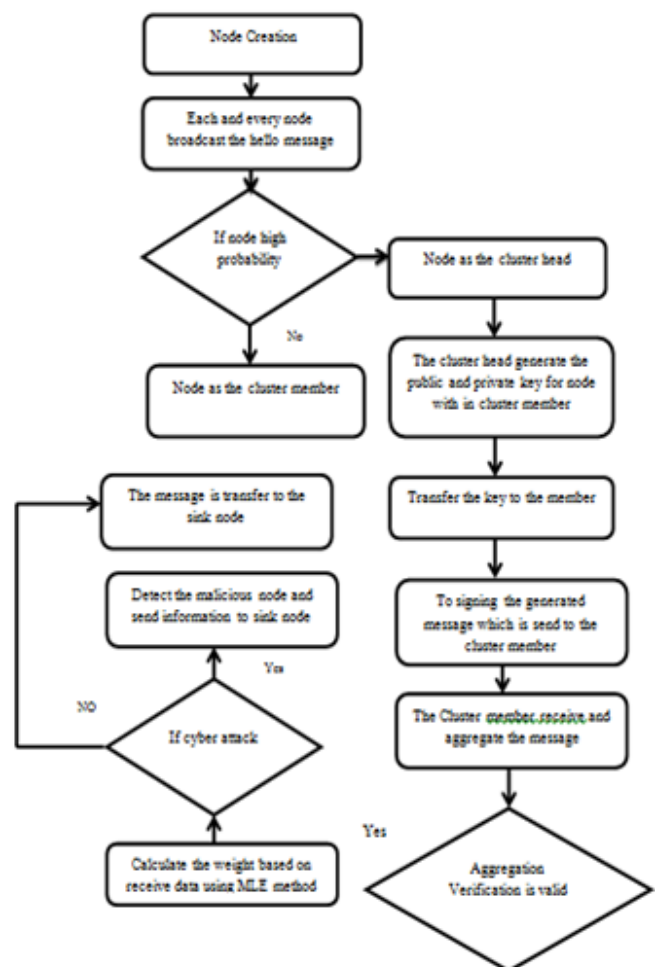 Node Creation
Each and every node
broadcast the hello message
If node high
probability
Node as the cluster head
No
Node as the cluster member
The cluster head generate the
public and private key for node
with in cluster member
Transfer the key to the member
To signing the generated
message which is send to the
cluster member
The Cluster member receive and
aggregate the message
Yes
Aggregation
Verification is valid
Calculate the weight based on
receive data using MLE method
If cyber attack
Yes
NO
Detect the malicious node and
send information to sink node
The message is transfer to the
sink node